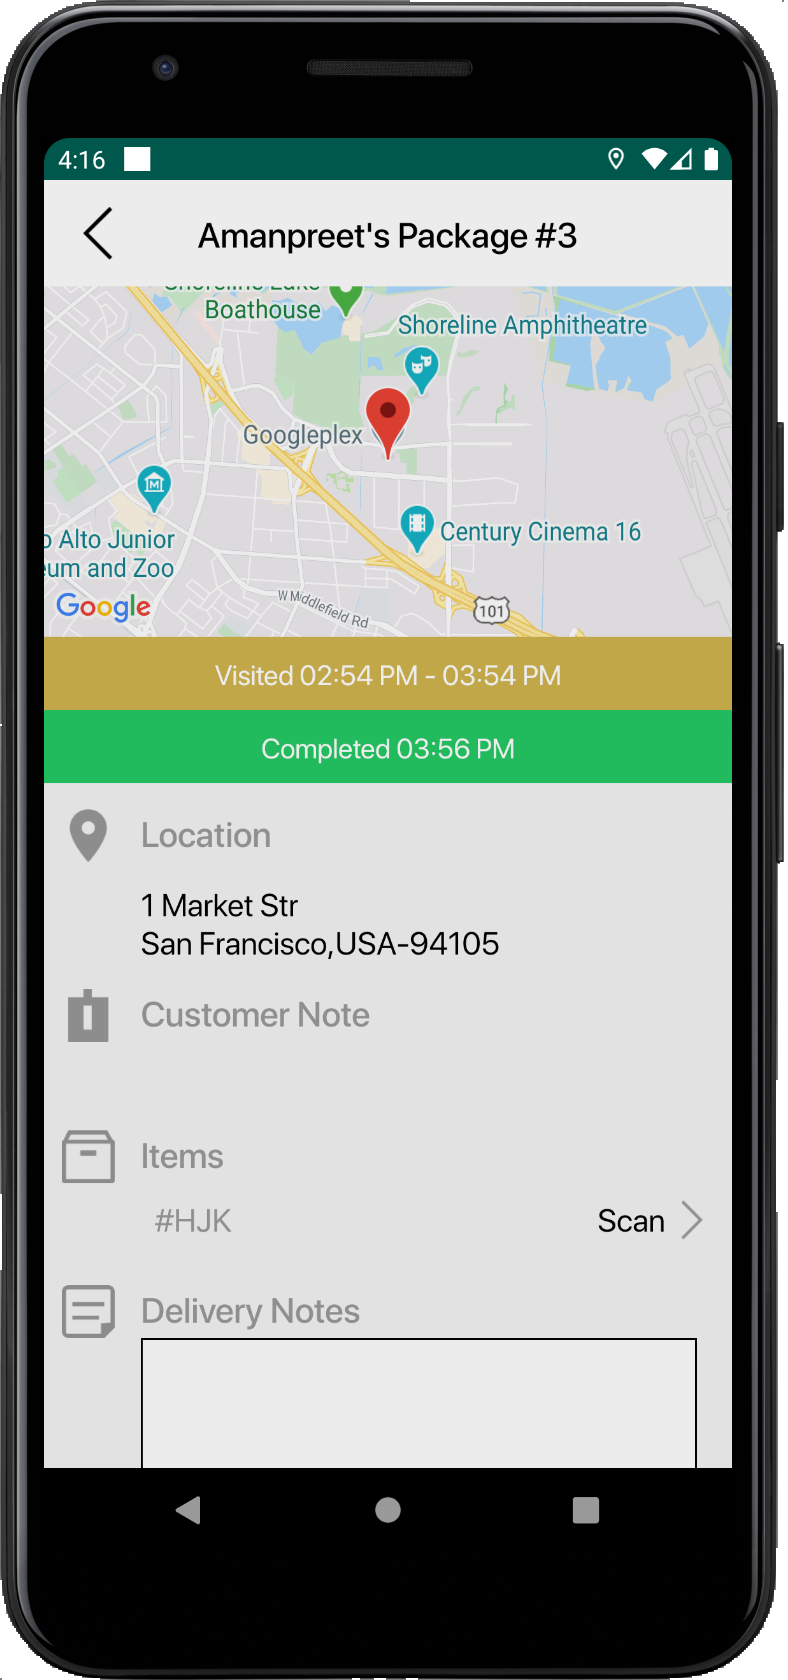 4:16
Amanpreet's Package #3
Shoreline Lake
Boathouse
Shoreline Amphitheatre
Googleplex
o Alto Junior
eum and Zoo
Century Cinema 16
Google
W Middlefield Rd
101
Visited 02:54 PM - 03:54 PM
Completed 03:56 PM
Location
1 Market Str
San Francisco,USA-94105
Customer Note
Items
#HJK
Scan
Delivery Notes